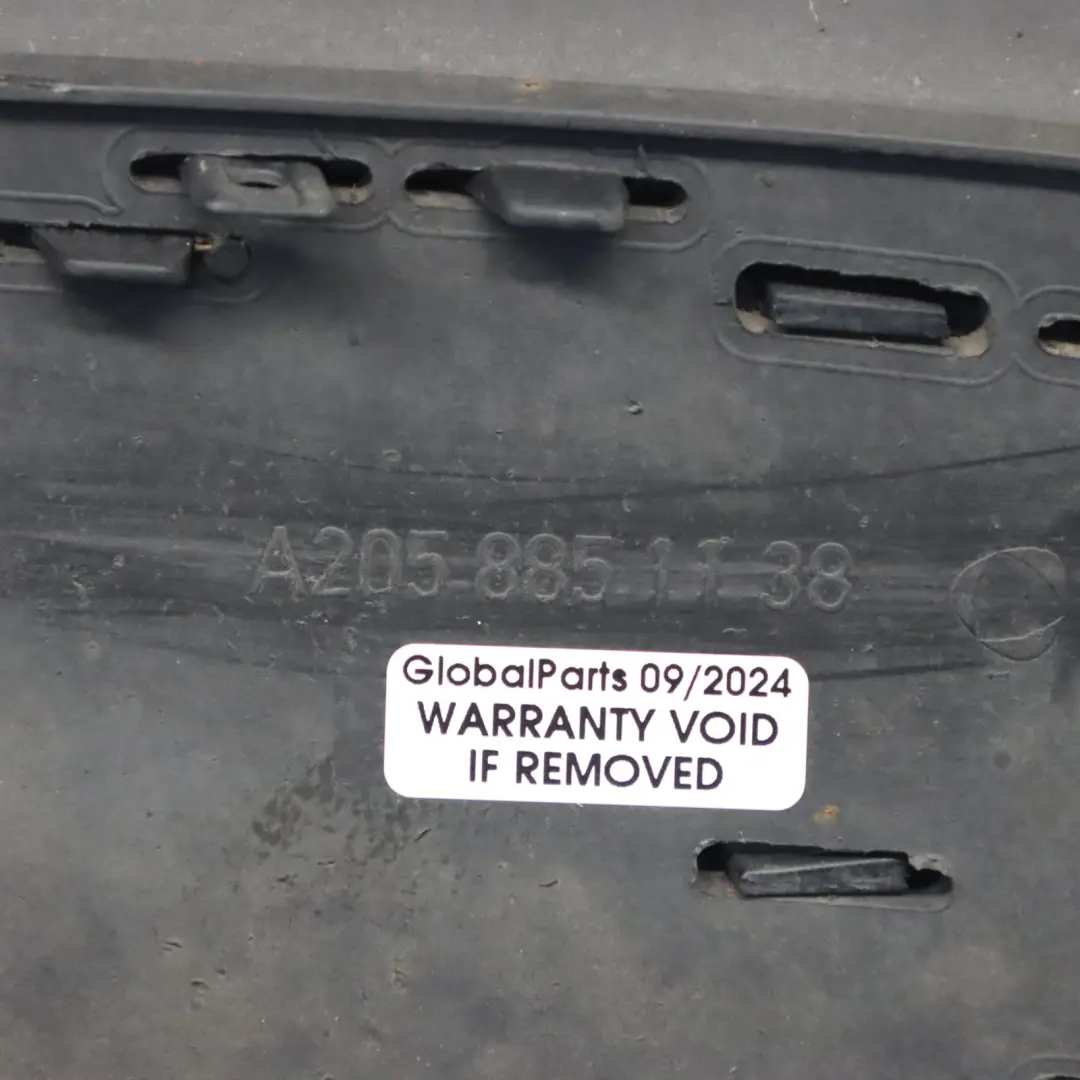 A205 885 11 38
GlobalParts 09/2024
WARRANTY VOID
IF REMOVED